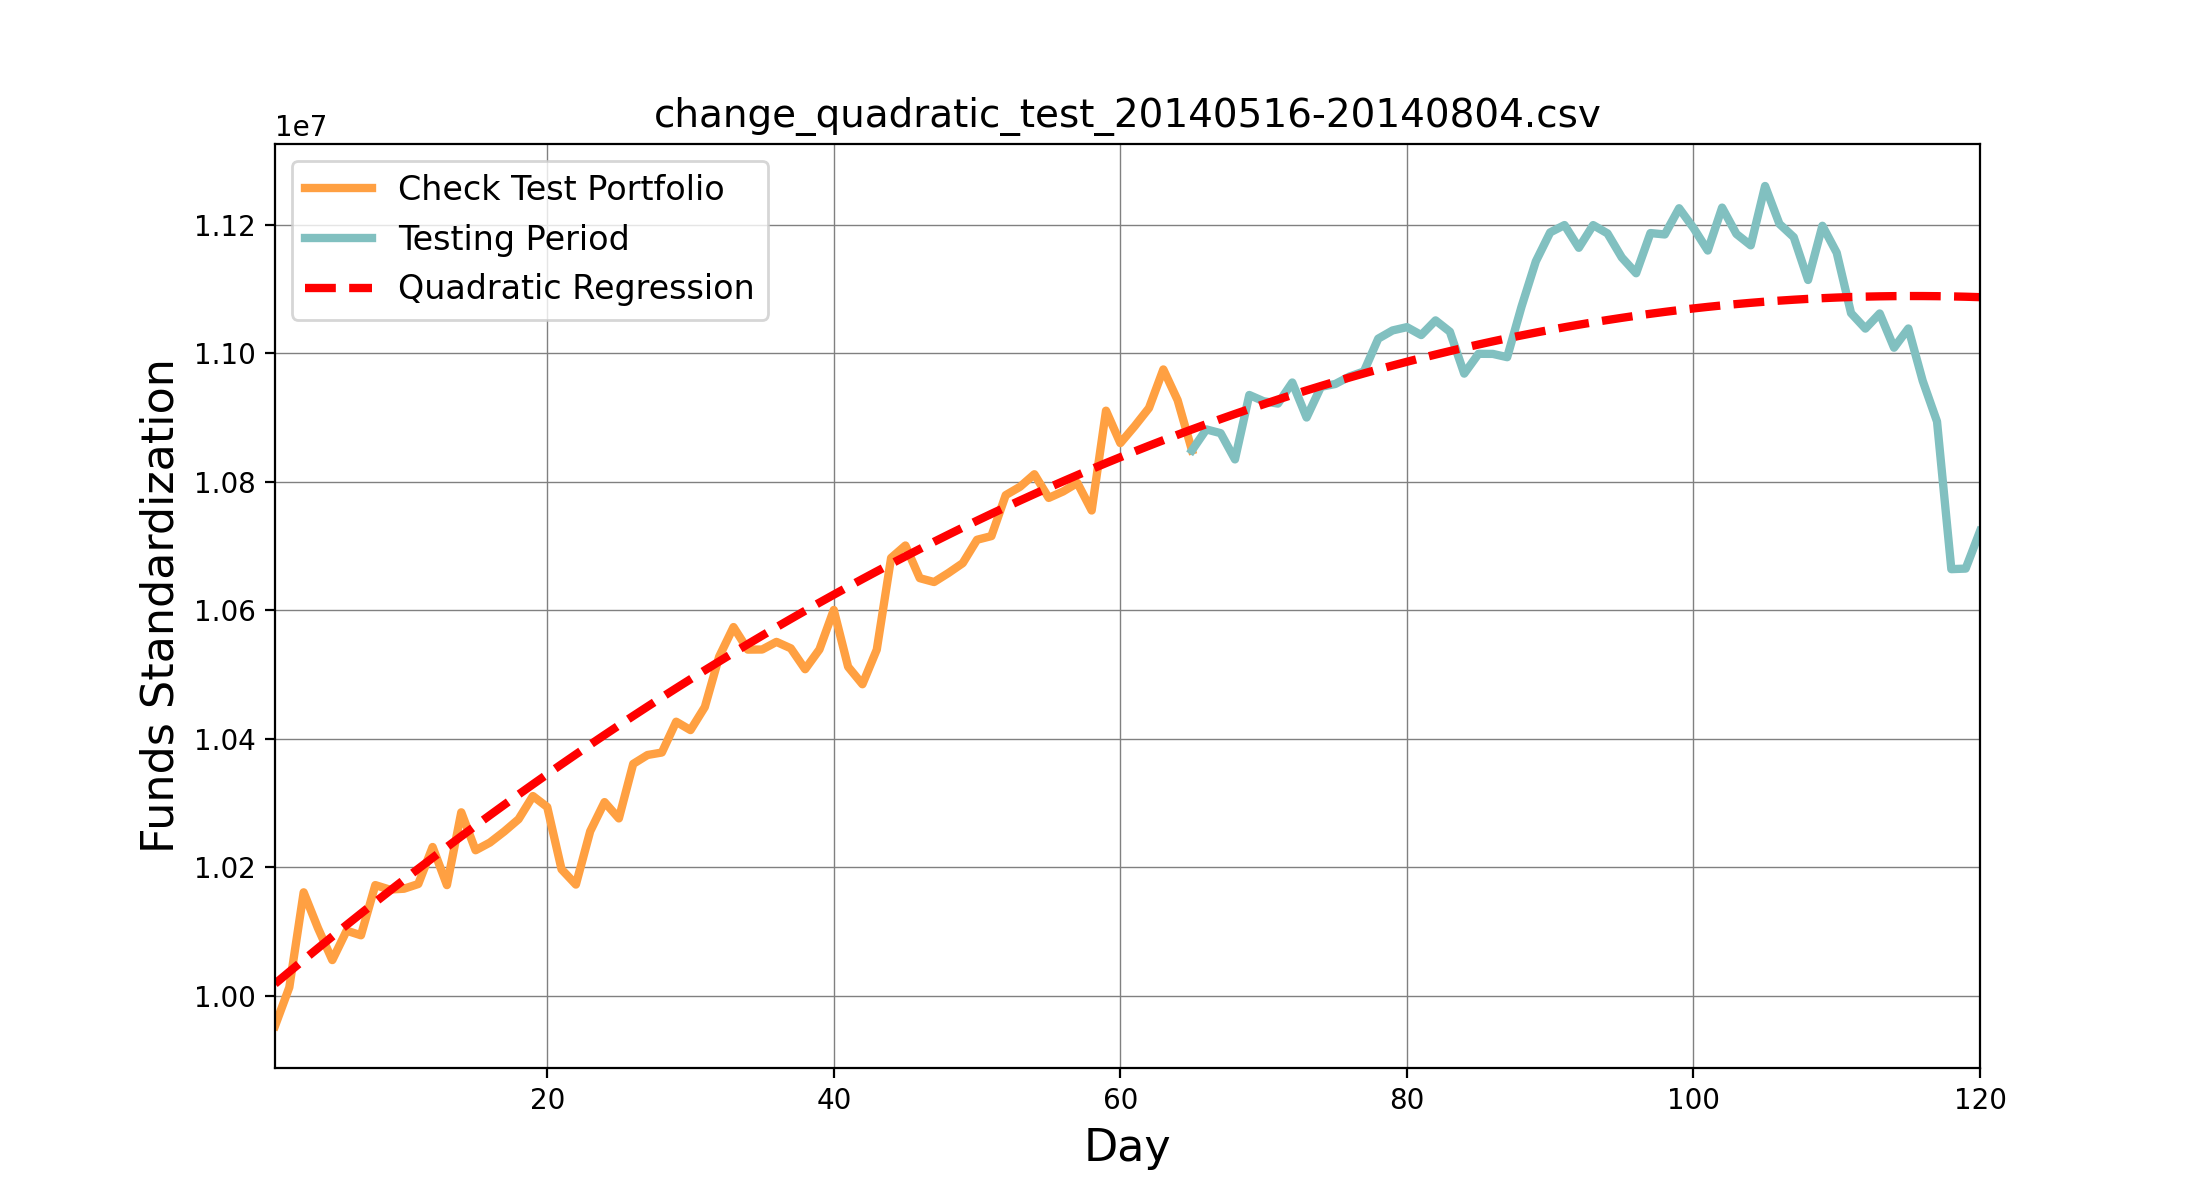 change_quadratic_test_20140516-20140804.csv
1e7
Check Test Portfolio
Testing Period
Quadratic Regression
Funds Standardization
1.12
1.10
1.08
1.06
1.04
1.02
1.00
20 40 60 80 100 120
Day